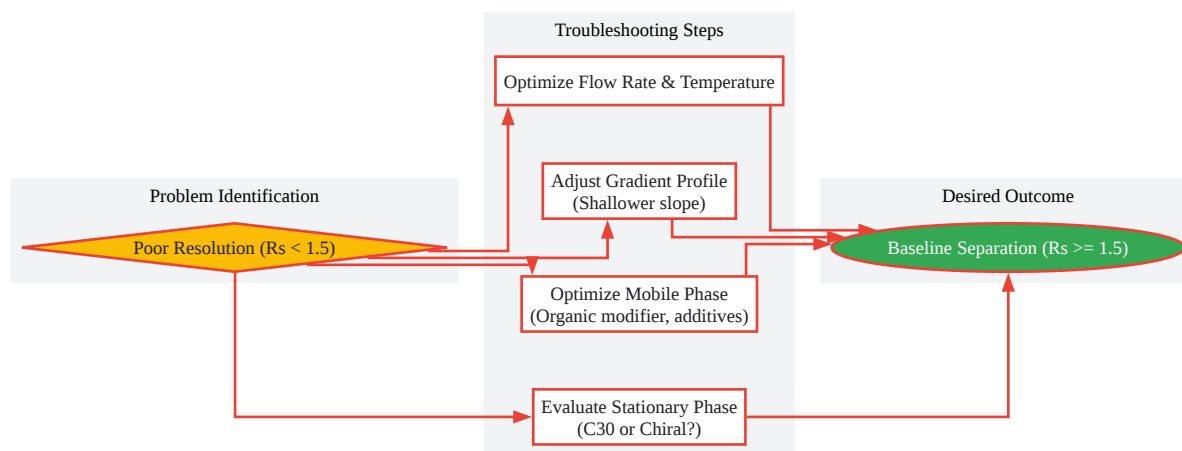 Troubleshooting Steps
Optimize Flow Rate & Temperature
Problem Identification
Poor Resolution (Rs < 1.5)
Adjust Gradient Profile
(Shallower slope)
Optimize Mobile Phase
(Organic modifier, additives)
Evaluate Stationary Phase
(C30 or Chiral?)
Desired Outcome
Baseline Separation (Rs >= 1.5)